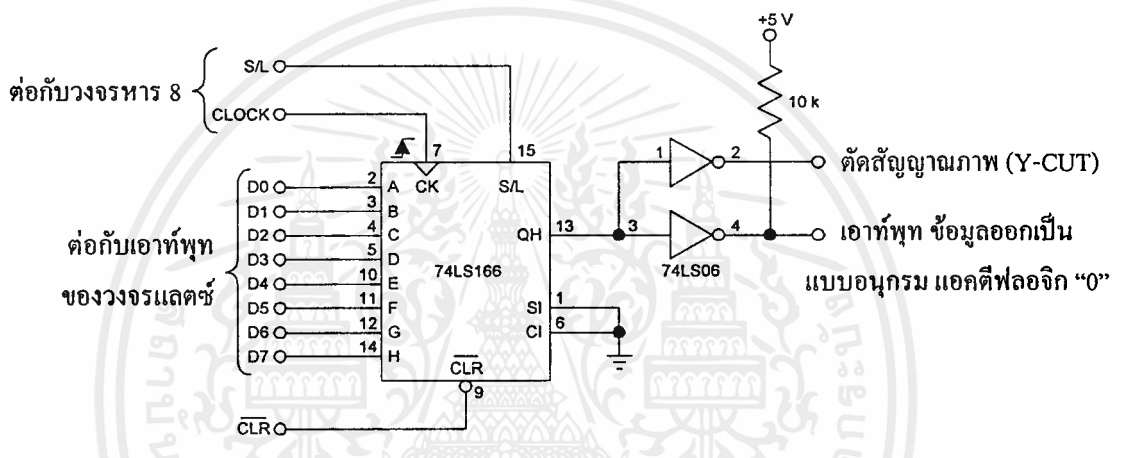 +5 V
S/L
ต่อกับวงจรหาร 8
CLOCK
10 k
7
15
1
2
ตัดสัญญาณภาพ (Y-CUT)
D0
2
A
CK
S/L
D1
3
B
D2
4
C
QH
13
3
4
เอาท์พุท ข้อมูลออกเป็น
แบบอนุกรม แอคตีฟลอจิก “0”
ต่อกับเอาท์พุท
ของวงจรแลตซ์
D3
5
D
74LS166
74LS06
D4
10
E
D5
11
F
SI
1
D6
12
G
CI
6
D7
14
H
CLR
9
CLR